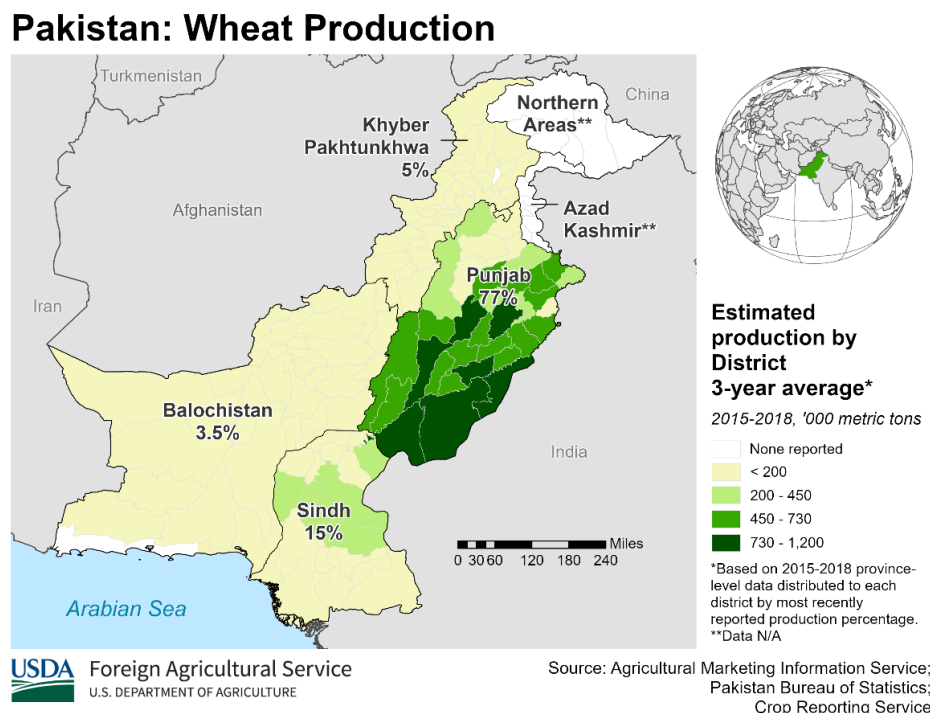 Pakistan: Wheat Production
Turkmenistan
China
Northern
Areas**
Khyber
Pakhtunkhwa
5%
Afghanistan
Azad
Kashmir**
Punjab
77%
Iran
Balochistan
3.5%
India
Sindh
15%
Miles
0 30 60 120 180 240
Arabian Sea
Estimated
production by
District
3-year average*
2015-2018, '000 metric tons
None reported
< 200
200 - 450
450 - 730
730 - 1,200
*Based on 2015-2018 province-
level data distributed to each
district by most recently
reported production percentage.
**Data N/A
USDA
Foreign Agricultural Service
U.S. DEPARTMENT OF AGRICULTURE
Source: Agricultural Marketing Information Service;
Pakistan Bureau of Statistics;
Crop Reporting Service